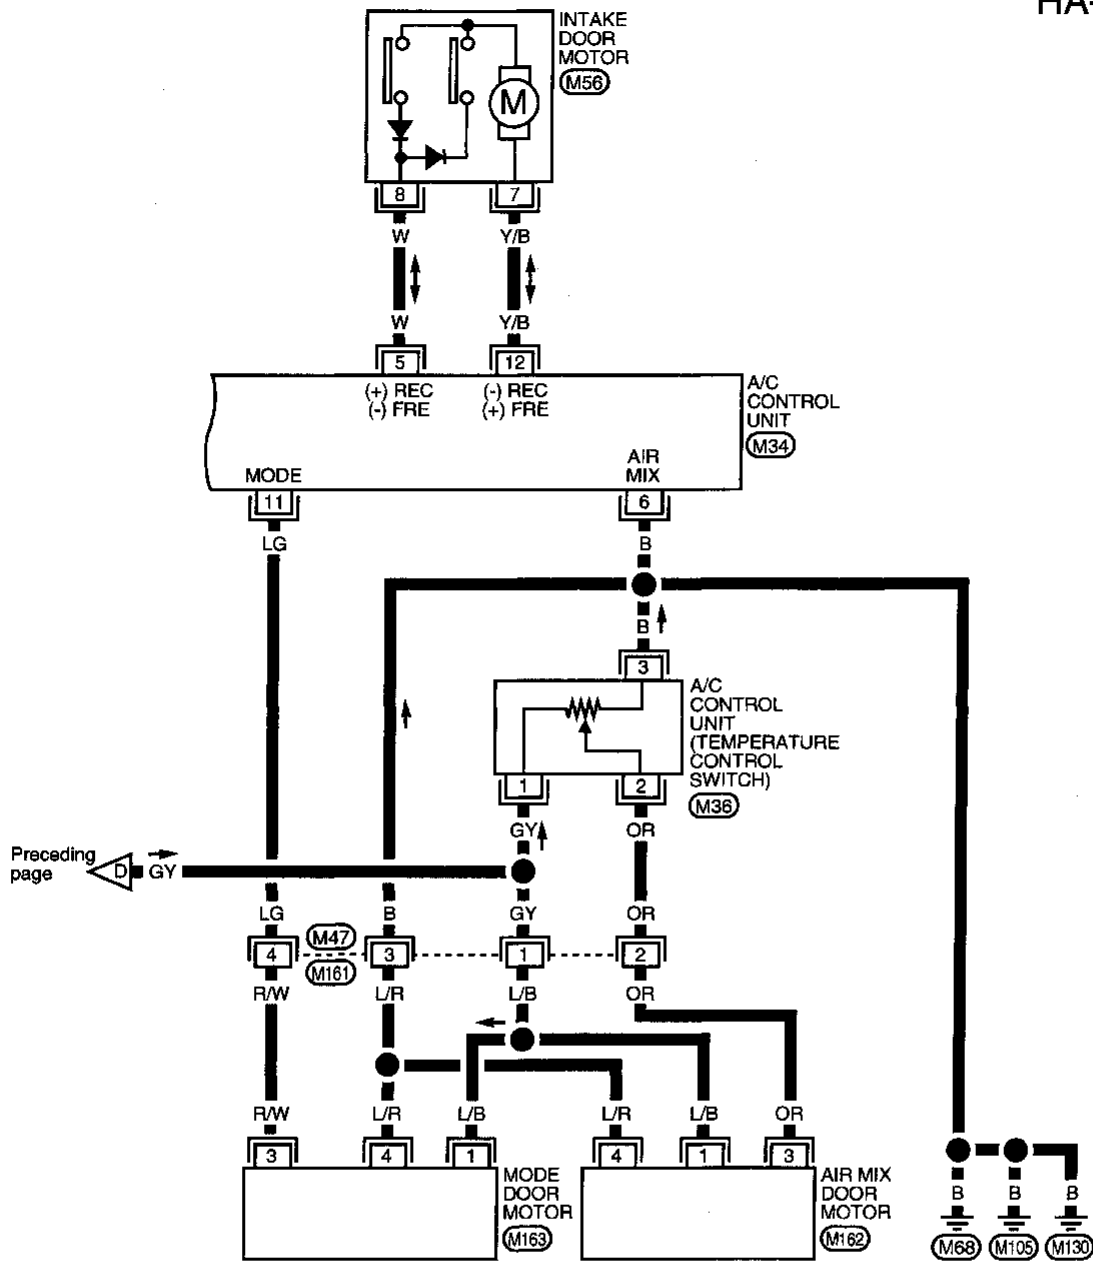 HA-
INTAKE
DOOR
MOTOR
M56
M
8 7
W Y/B
W Y/B
5 12
(+) REC (-) REC
(-) FRE (+) FRE
A/C
CONTROL
UNIT
M34
MODE
AIR
MIX
11 6
LG B
B
3
A/C
CONTROL
UNIT
(TEMPERATURE
CONTROL
SWITCH)
M36
1 2
GY OR
Preceding
page
D GY
LG B GY OR
M47
4 3 1 2
M161
R/W L/R L/B OR
R/W L/R L/B L/R L/B OR
3 4 1 4 1 3
MODE
DOOR
MOTOR
M163
AIR MIX
DOOR
MOTOR
M162
B B B
M68 M105 M130